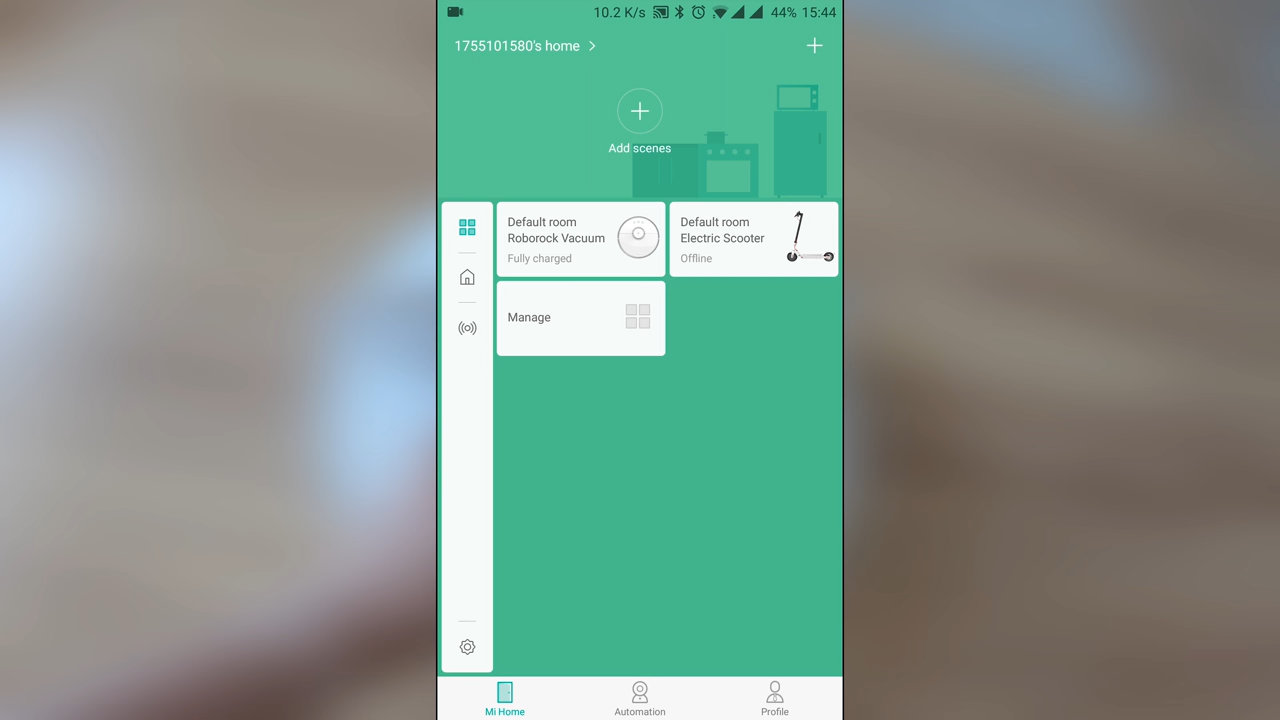 10.2 K/s 44% 15:44
1755101580's home
Add scenes
Default room
Roborock Vacuum
Fully charged
Default room
Electric Scooter
Offline
Manage
Mi Home
Automation
Profile